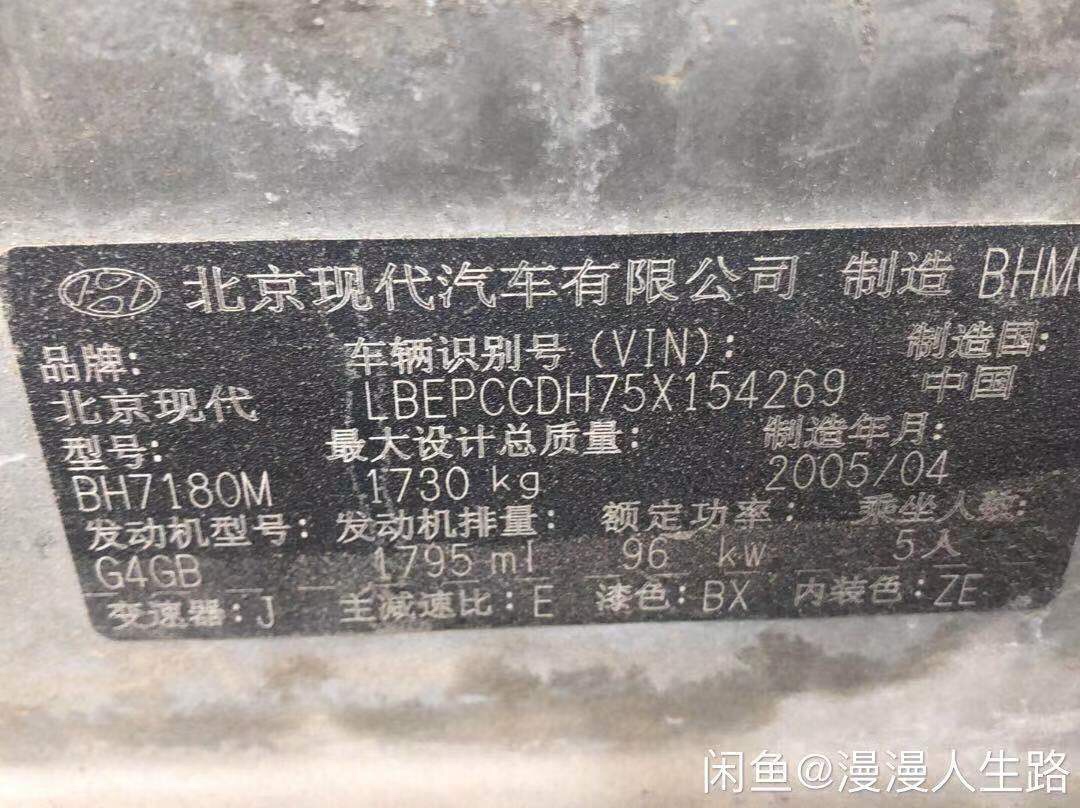 北京现代汽车有限公司 制造 BHM
品牌: 车辆识别号(VIN): 制造国:
北京现代 LBEPCCDH75X154269 中国
型号: 最大设计总质量: 制造年月:
BH7180M 1730 kg 2005/04
发动机型号: 发动机排量: 额定功率: 乘坐人数:
G4GB 1795 ml 96 kw 5人
变速器:J 主减速比:E 漆色:BX 内装色:ZE
闲鱼@漫漫人生路